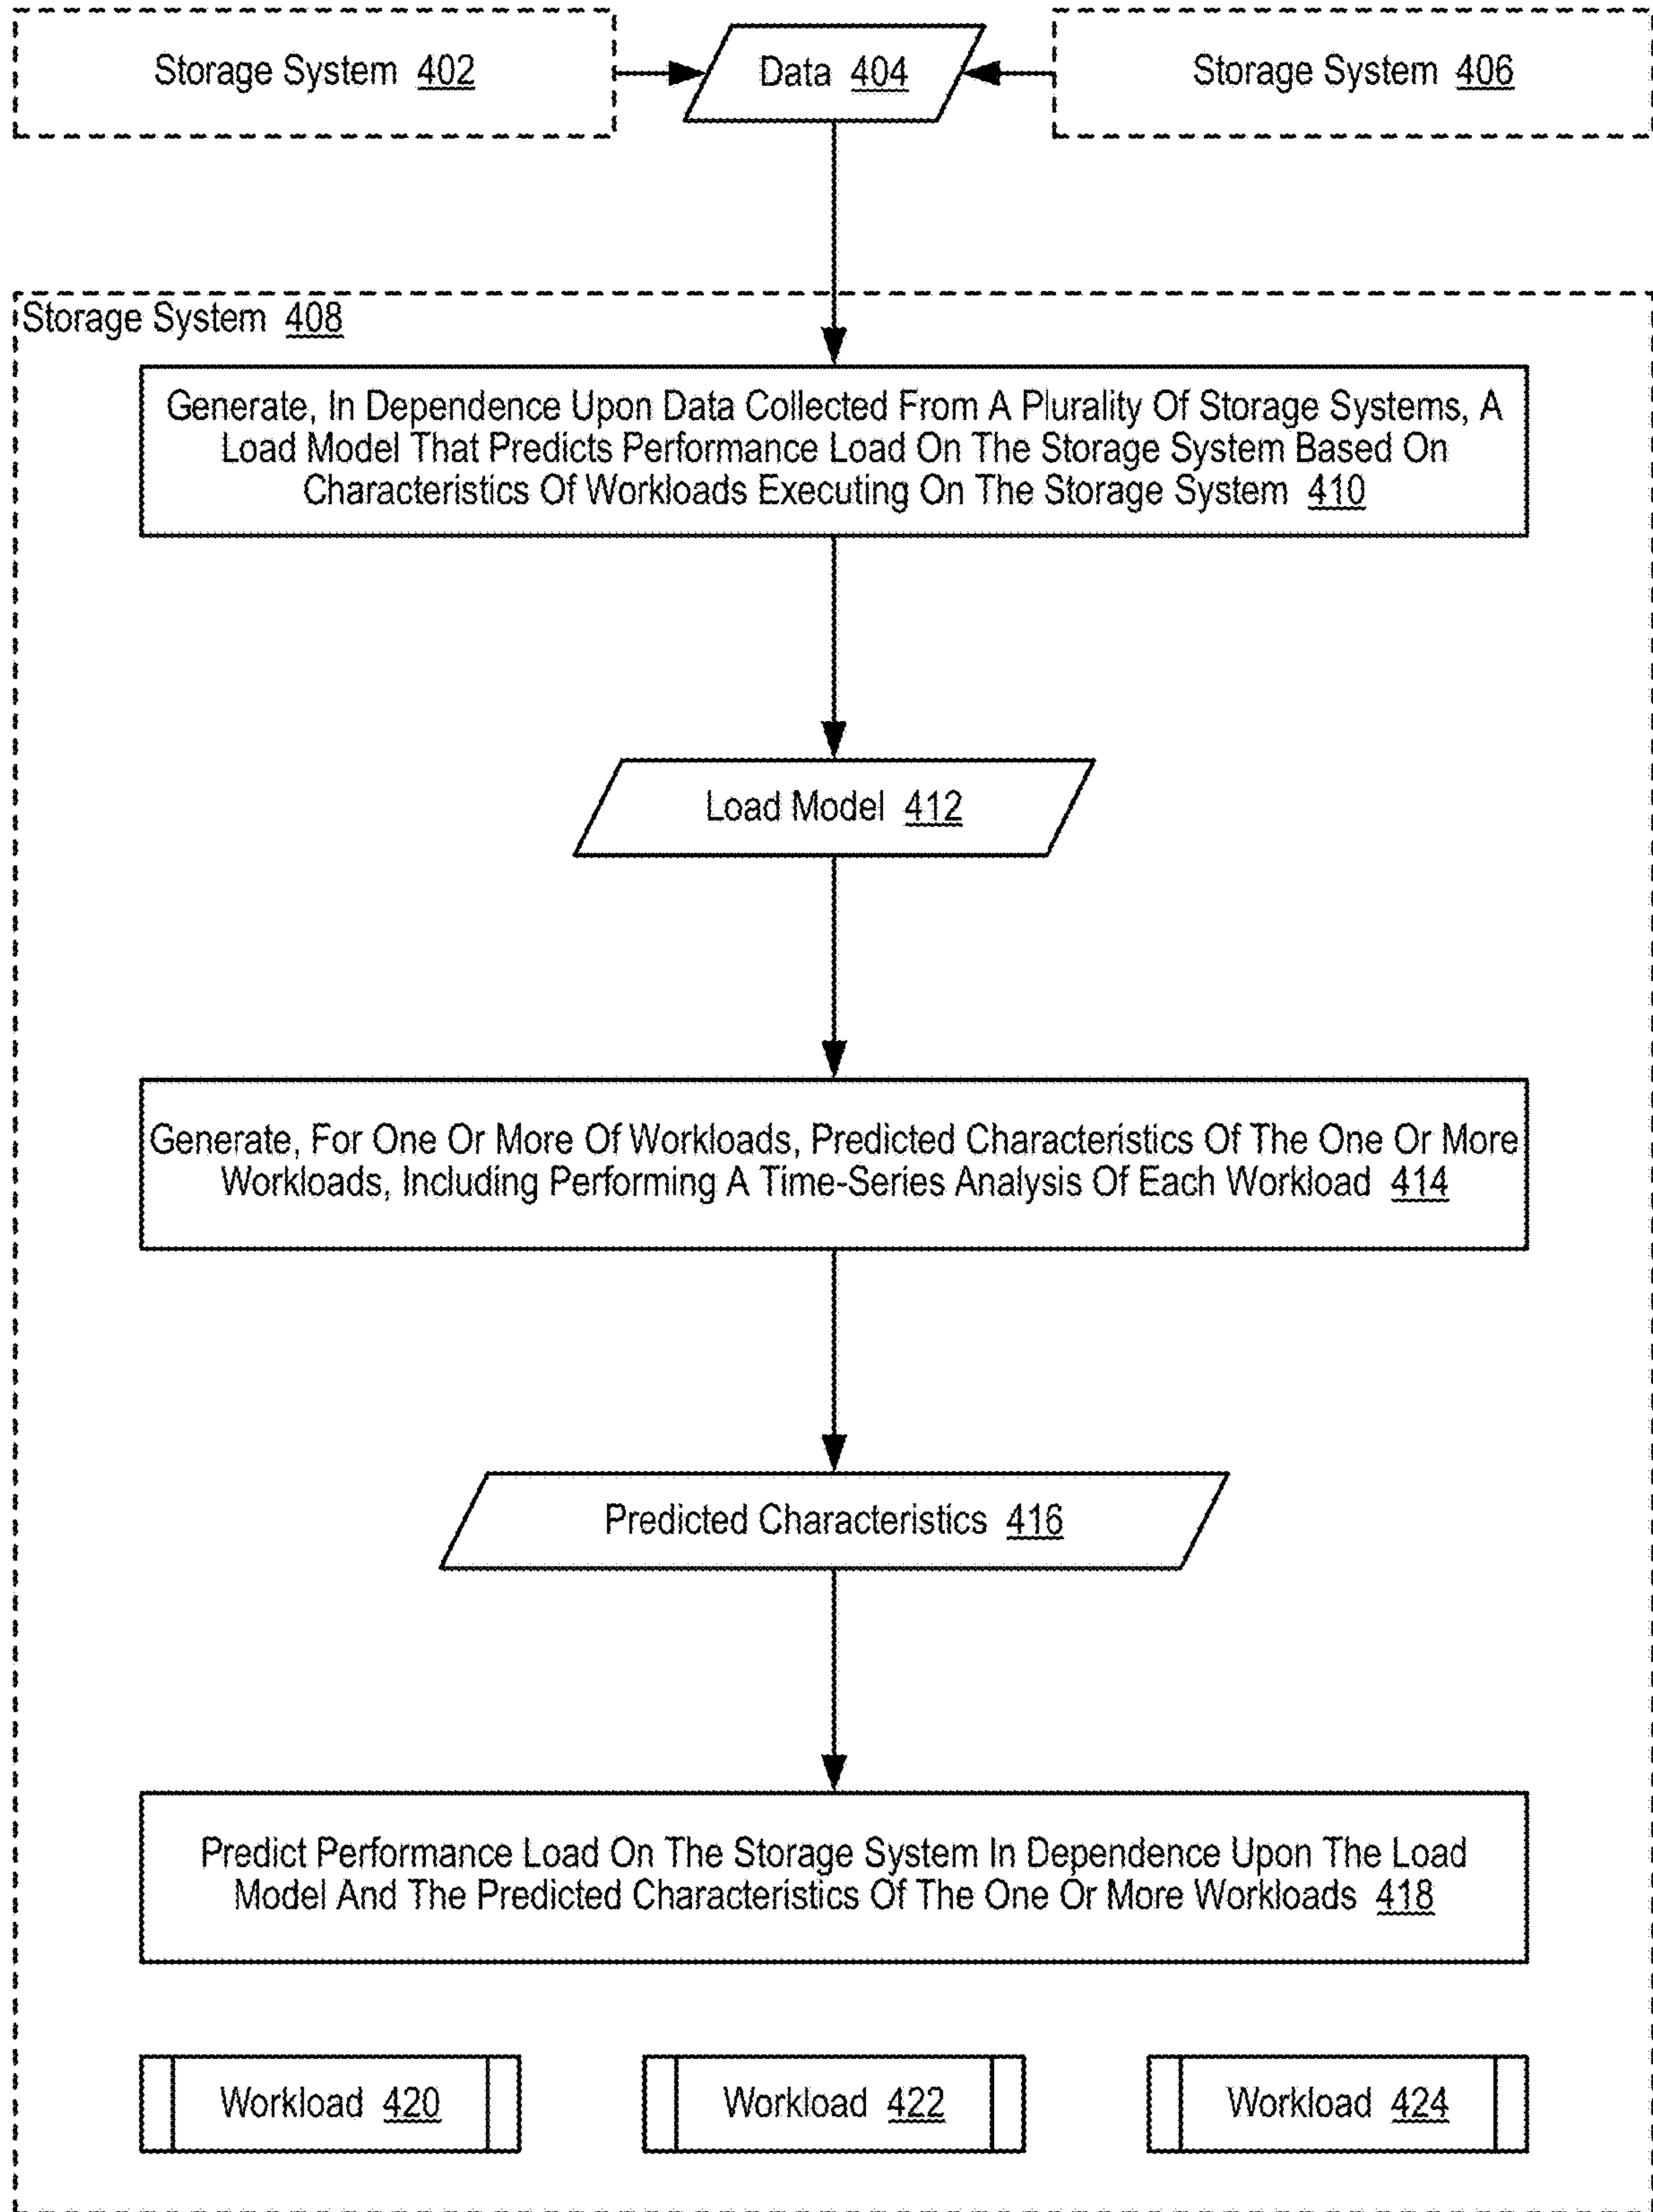 Storage System 402
Data 404
Storage System 406
Storage System 408
Generate, In Dependence Upon Data Collected From A Plurality Of Storage Systems, A
Load Model That Predicts Performance Load On The Storage System Based On
Characteristics Of Workloads Executing On The Storage System 410
Load Model 412
Generate, For One Or More Of Workloads, Predicted Characteristics Of The One Or More
Workloads, Including Performing A Time-Series Analysis Of Each Workload 414
Predicted Characteristics 416
Predict Performance Load On The Storage System In Dependence Upon The Load
Model And The Predicted Characteristics Of The One Or More Workloads 418
Workload 420
Workload 422
Workload 424